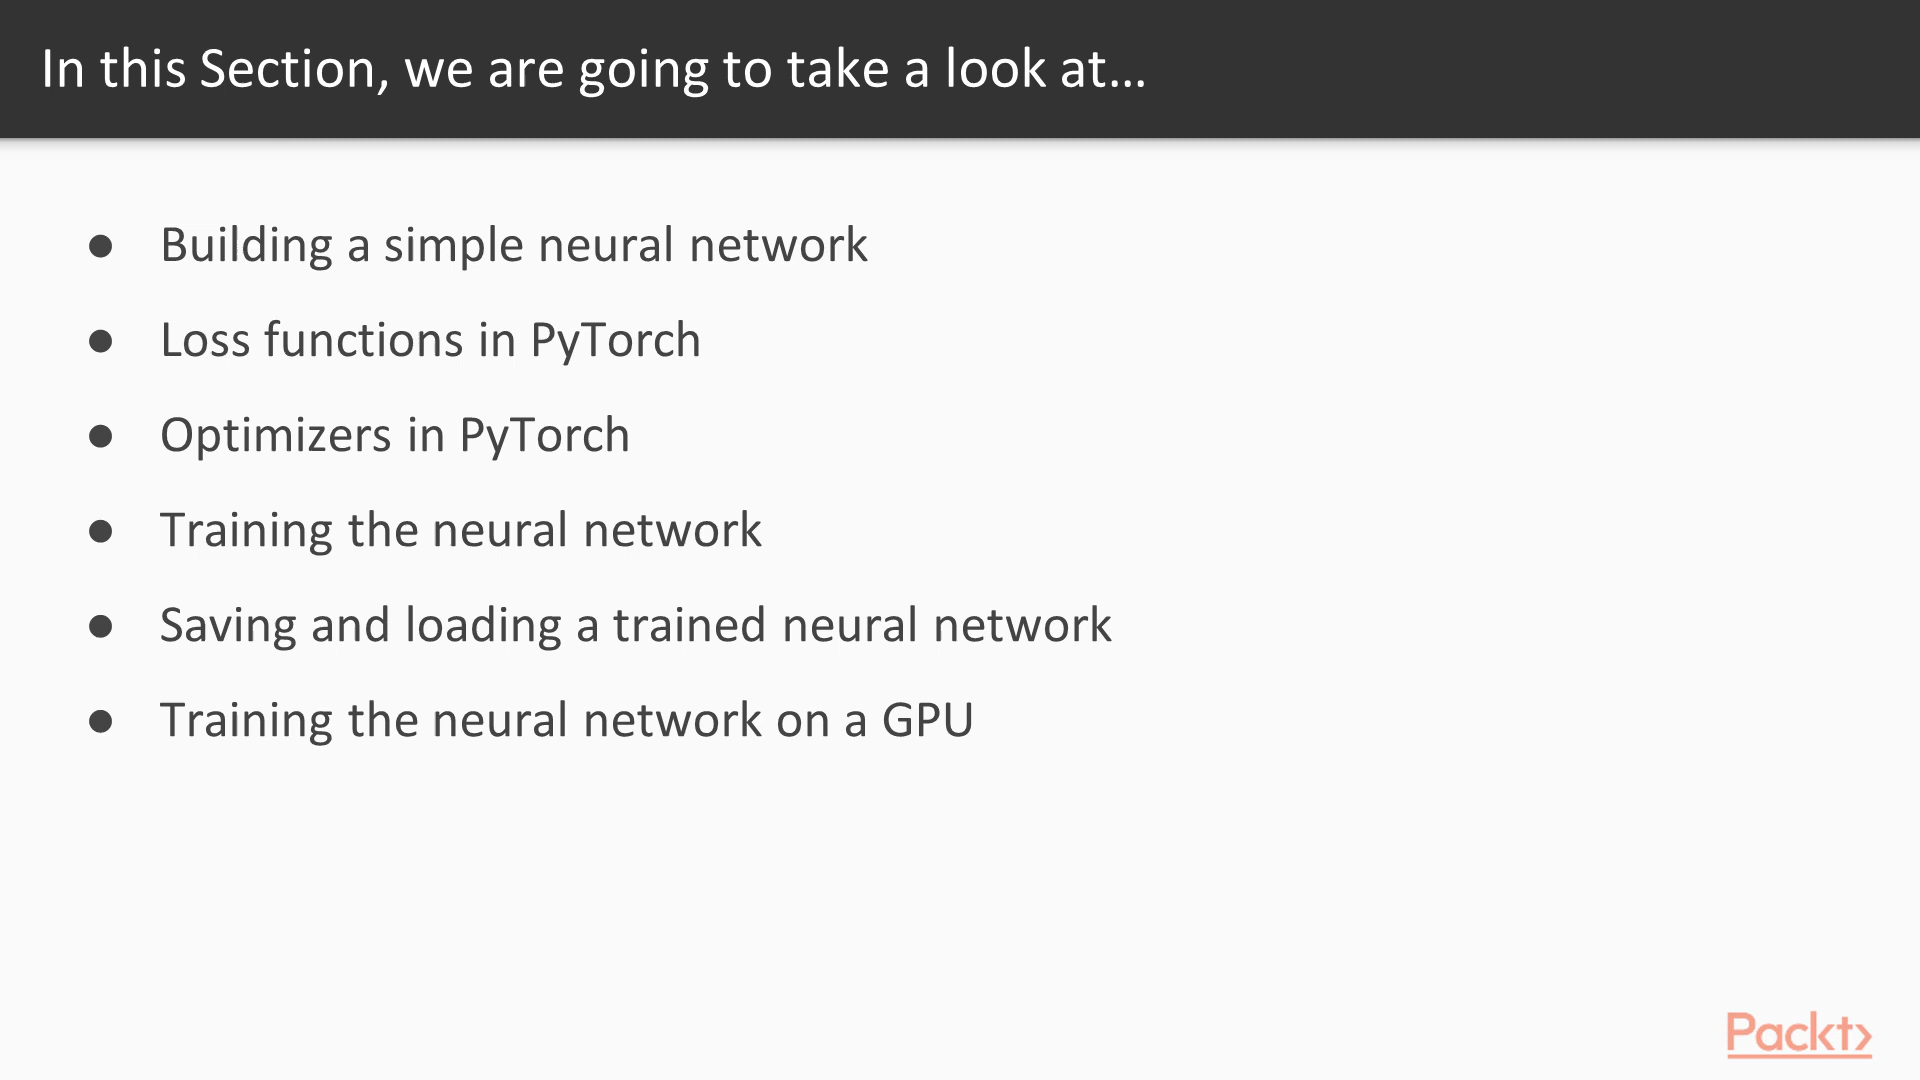 In this Section, we are going to take a look at…
● Building a simple neural network
● Loss functions in PyTorch
● Optimizers in PyTorch
● Training the neural network
● Saving and loading a trained neural network
● Training the neural network on a GPU
Packt>